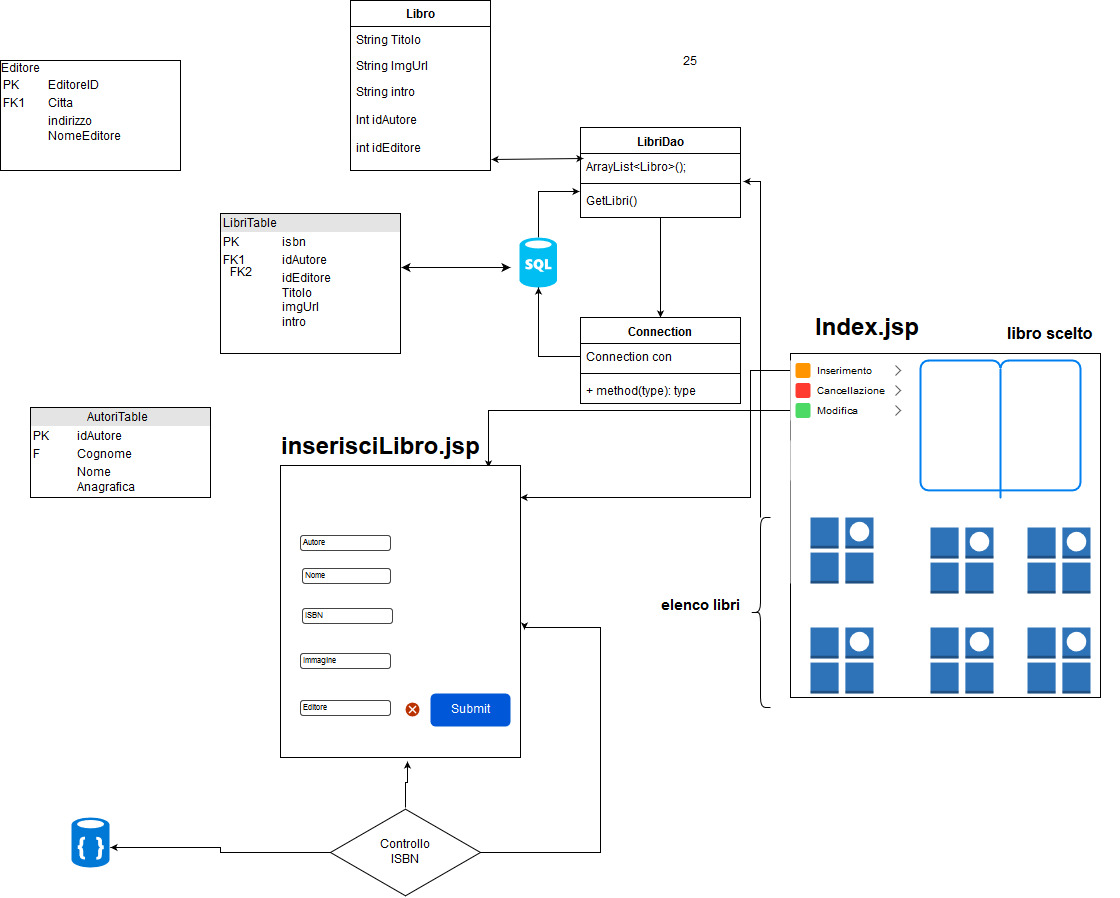 Libro
String Titolo
String ImgUrl
String intro
Int idAutore
int idEditore
25
Editore
PK EditoreID
FK1 Citta
indirizzo
NomeEditore
LibriDao
ArrayList<Libro>();
GetLibri()
LibriTable
PK isbn
FK1 idAutore
FK2 idEditore
Titolo
imgUrl
intro
SQL
Connection
Connection con
+ method(type): type
Index.jsp
libro scelto
Inserimento
Cancellazione
Modifica
AutoriTable
PK idAutore
F Cognome
Nome
Anagrafica
inserisciLibro.jsp
Autore
Nome
ISBN
Immagine
Editore
Submit
elenco libri
Controllo
ISBN
{ }